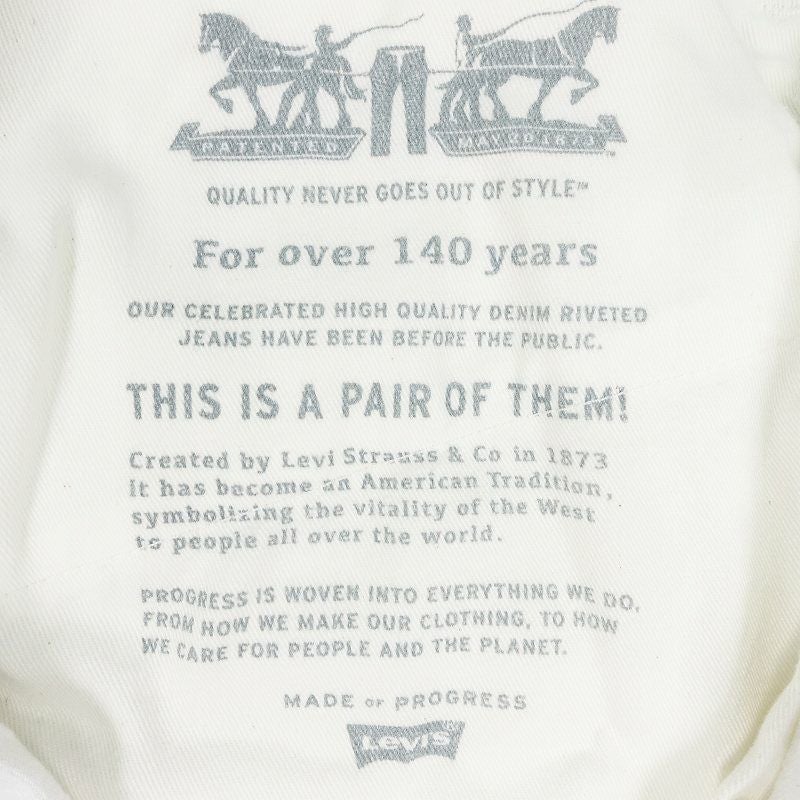 PATENTED MAY 20 1873
QUALITY NEVER GOES OUT OF STYLE™
For over 140 years
OUR CELEBRATED HIGH QUALITY DENIM RIVETED
JEANS HAVE BEEN BEFORE THE PUBLIC.
THIS IS A PAIR OF THEM!
Created by Levi Strauss & Co in 1873
it has become an American Tradition,
symbolizing the vitality of the West
to people all over the world.
PROGRESS IS WOVEN INTO EVERYTHING WE DO,
FROM HOW WE MAKE OUR CLOTHING, TO HOW
WE CARE FOR PEOPLE AND THE PLANET.
MADE OF PROGRESS
Levi's®